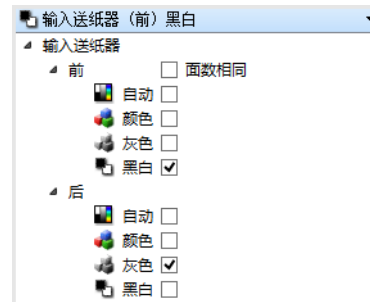 输入送纸器（前）黑白
输入送纸器
前 面数相同
自动
颜色
灰色
黑白
后
自动
颜色
灰色
黑白